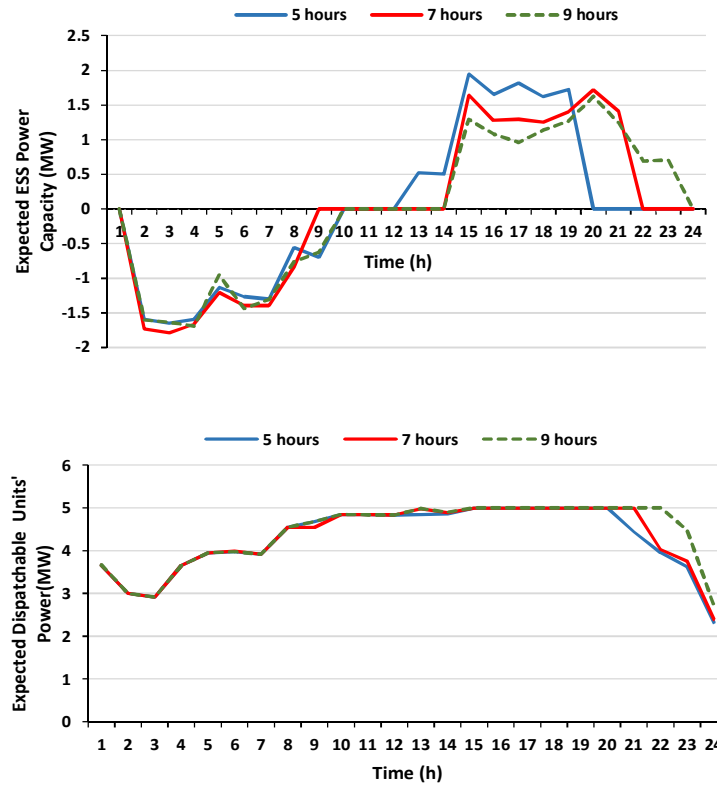 5 hours 7 hours 9 hours
2.5
2
1.5
1
0.5
0
-0.5
-1
-1.5
-2
1 2 3 4 5 6 7 8 9 10 11 12 13 14 15 16 17 18 19 20 21 22 23 24
Time (h)
Expected ESS Power
Capacity (MW)
5 hours 7 hours 9 hours
6
5
4
3
2
1
0
1 2 3 4 5 6 7 8 9 10 11 12 13 14 15 16 17 18 19 20 21 22 23 24
Time (h)
Expected Dispatchable Units'
Power(MW)